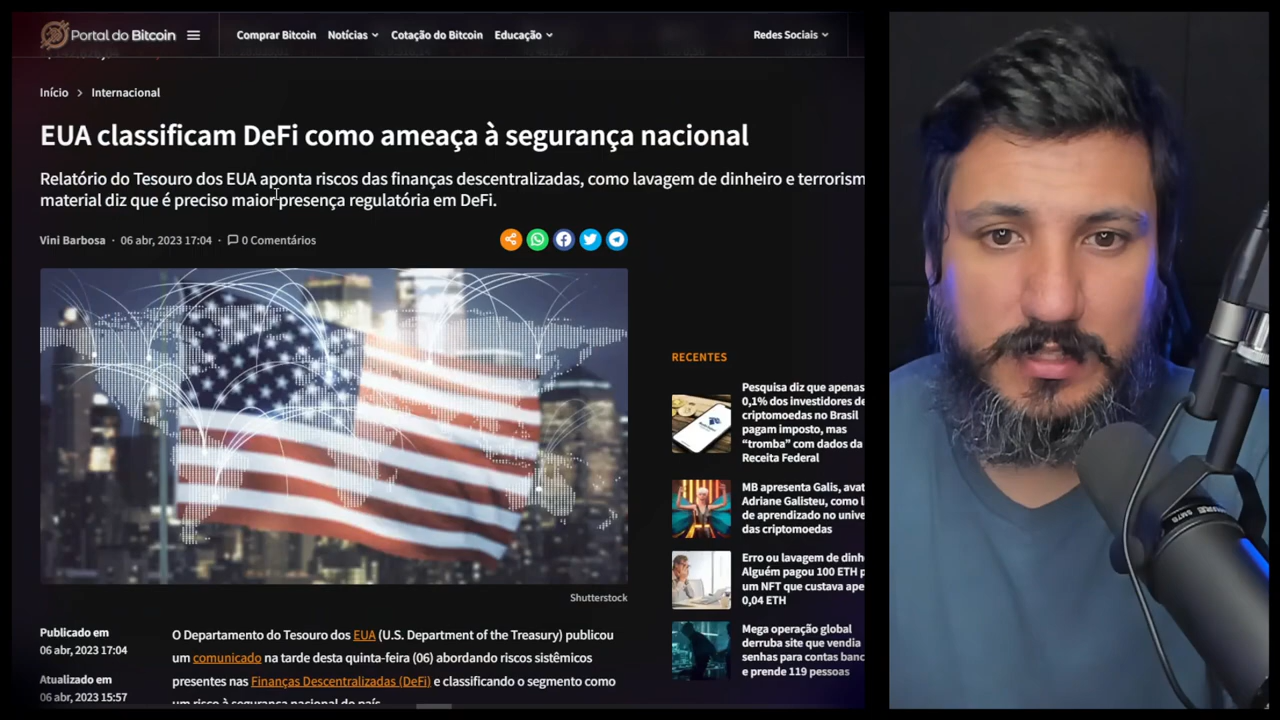 Portal do Bitcoin
Comprar Bitcoin
Notícias
Cotação do Bitcoin
Educação
Redes Sociais
Início > Internacional
EUA classificam DeFi como ameaça à segurança nacional
Relatório do Tesouro dos EUA aponta riscos das finanças descentralizadas, como lavagem de dinheiro e terrorism
material diz que é preciso maior presença regulatória em DeFi.
Vini Barbosa · 06 abr, 2023 17:04 · 0 Comentários
Shutterstock
Publicado em
06 abr, 2023 17:04
Atualizado em
06 abr, 2023 15:57
O Departamento do Tesouro dos EUA (U.S. Department of the Treasury) publicou
um comunicado na tarde desta quinta-feira (06) abordando riscos sistêmicos
presentes nas Finanças Descentralizadas (DeFi) e classificando o segmento como
um risco à segurança nacional do país
RECENTES
Pesquisa diz que apenas
0,1% dos investidores de
criptomoedas no Brasil
pagam imposto, mas
“tromba” com dados da
Receita Federal
MB apresenta Galis, avat
Adriane Galisteu, como l
de aprendizado no unive
das criptomoedas
Erro ou lavagem de dinh
Alguém pagou 100 ETH p
um NFT que custava ape
0,04 ETH
Mega operação global
derruba site que vendia
senhas para contas banc
e prende 119 pessoas
SM7B